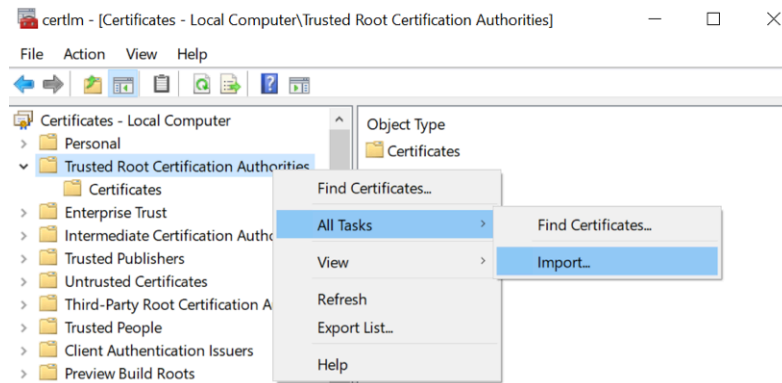 certlm - [Certificates - Local Computer\Trusted Root Certification Authorities]
File Action View Help
Certificates - Local Computer
Personal
Trusted Root Certification Authorities
Certificates
Enterprise Trust
Intermediate Certification Autho
Trusted Publishers
Untrusted Certificates
Third-Party Root Certification A
Trusted People
Client Authentication Issuers
Preview Build Roots
Object Type
Certificates
Find Certificates...
All Tasks
View
Refresh
Export List...
Help
Find Certificates...
Import...